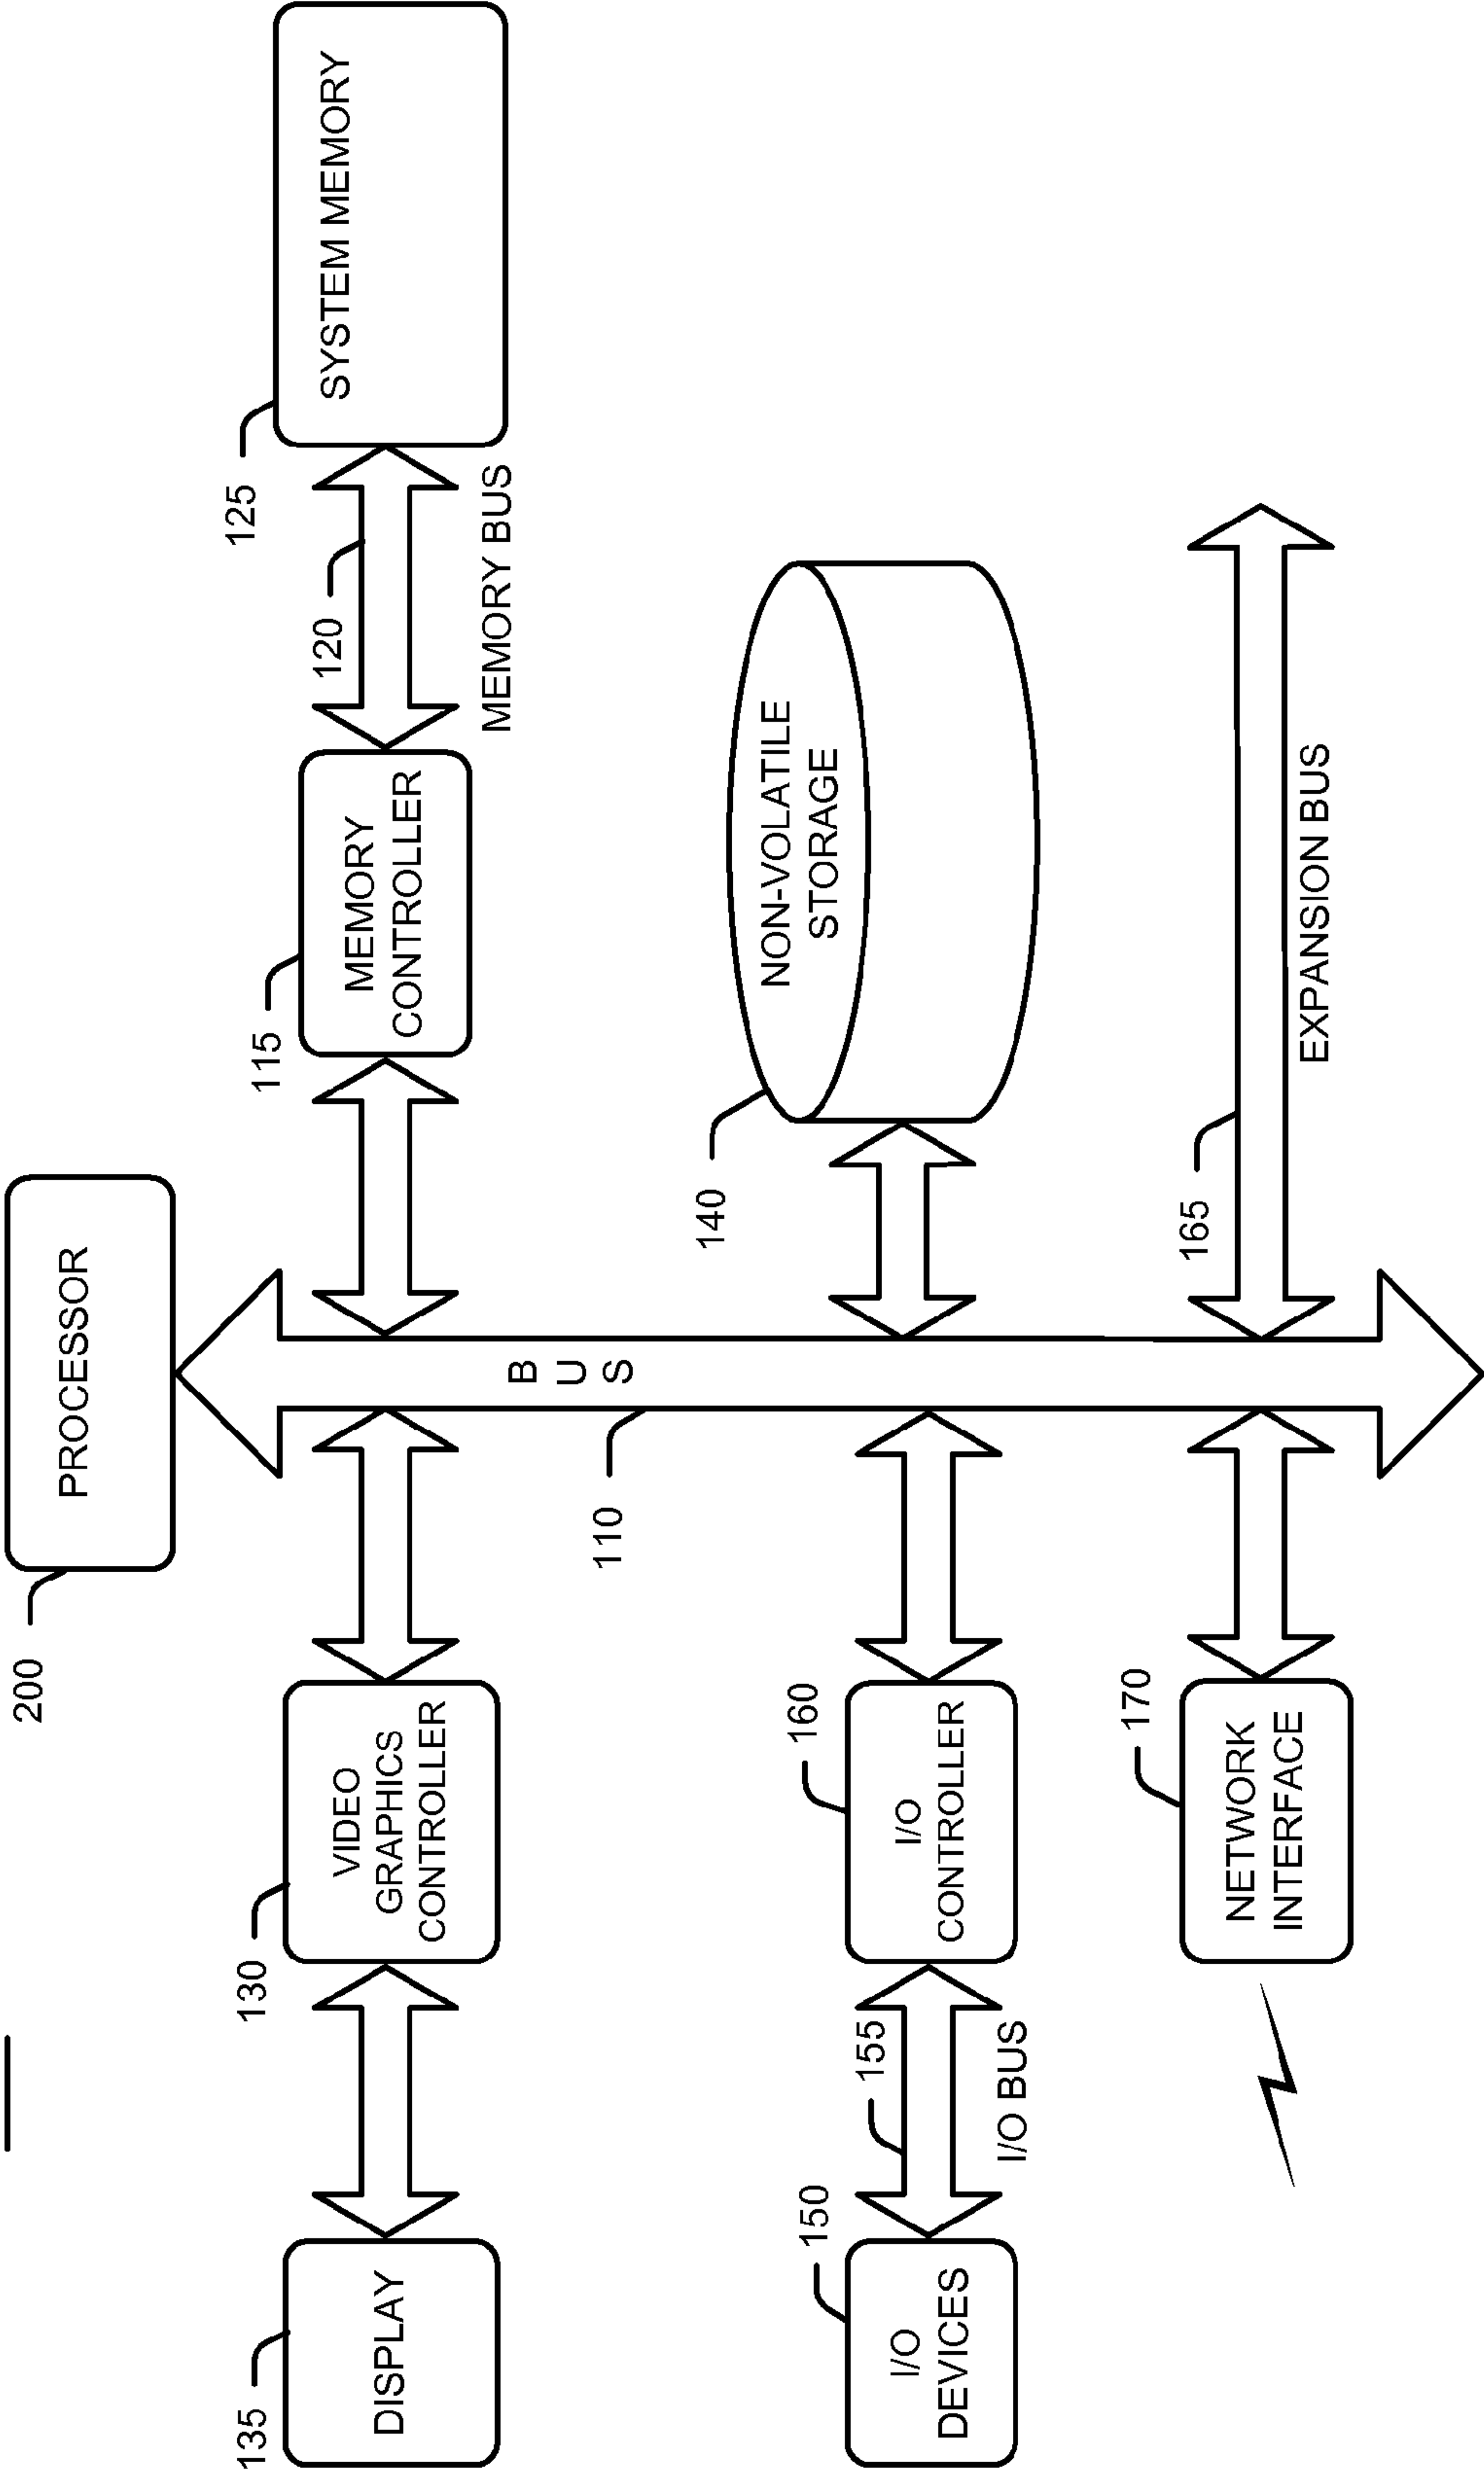 200
PROCESSOR
135
DISPLAY
130
VIDEO
GRAPHICS
CONTROLLER
115
MEMORY
CONTROLLER
120
MEMORY BUS
125
SYSTEM MEMORY
B
U
S
110
140
NON-VOLATILE
STORAGE
150
I/O
DEVICES
155
I/O BUS
160
I/O
CONTROLLER
165
EXPANSION BUS
170
NETWORK
INTERFACE